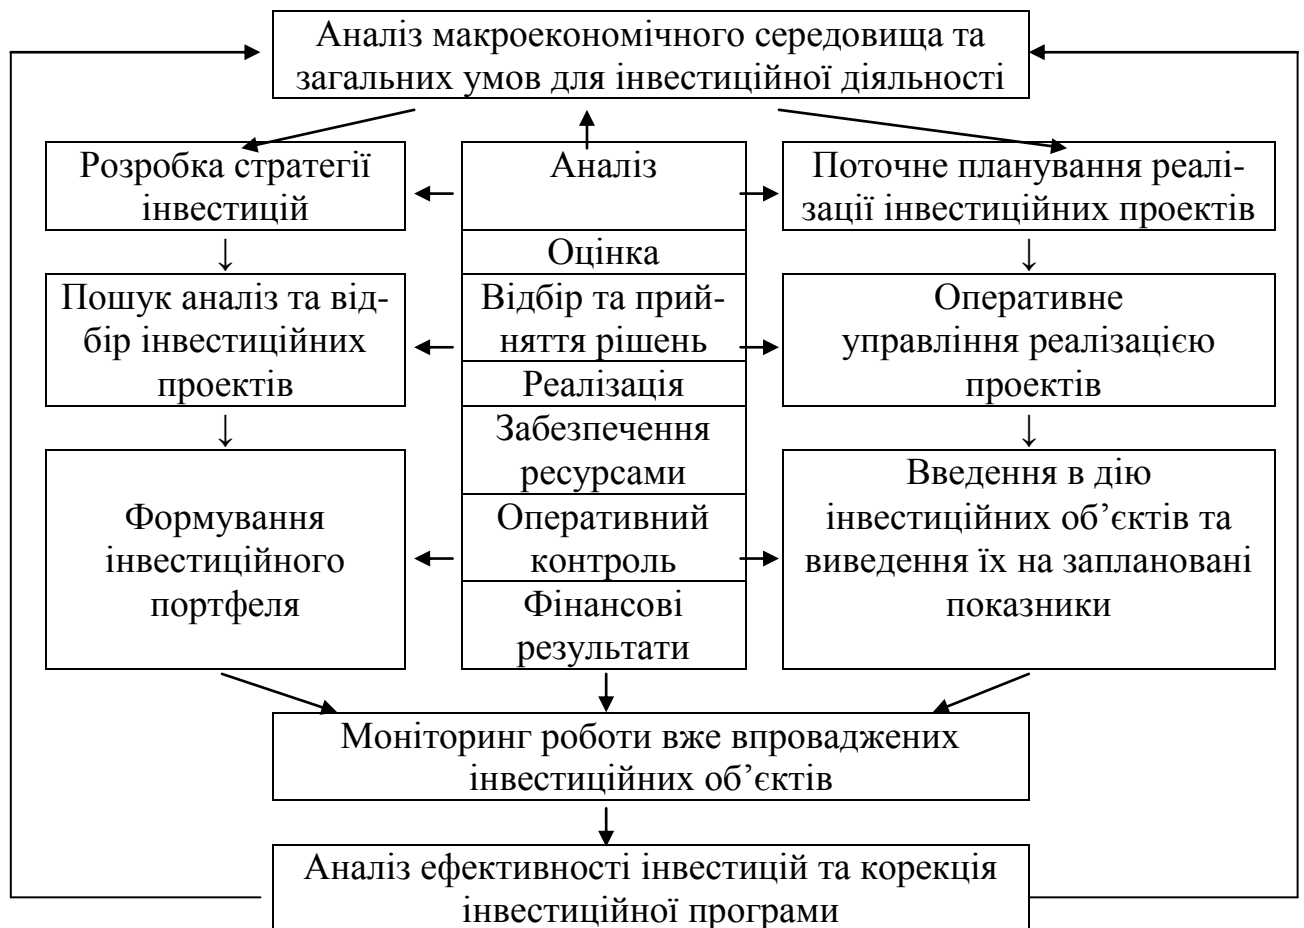 Аналіз макроекономічного середовища та
загальних умов для інвестиційної діяльності
Розробка стратегії
інвестицій
Аналіз
Поточне планування реалі-
зації інвестиційних проектів
↓
Оцінка
↓
Пошук аналіз та від-
бір інвестиційних
проектів
Відбір та прий-
няття рішень
Оперативне
управління реалізацією
проектів
Реалізація
↓
Забезпечення
ресурсами
↓
Формування
інвестиційного
портфеля
Оперативний
контроль
Введення в дію
інвестиційних об’єктів та
виведення їх на заплановані
показники
Фінансові
результати
Моніторинг роботи вже впроваджених
інвестиційних об’єктів
Аналіз ефективності інвестицій та корекція
інвестиційної програми